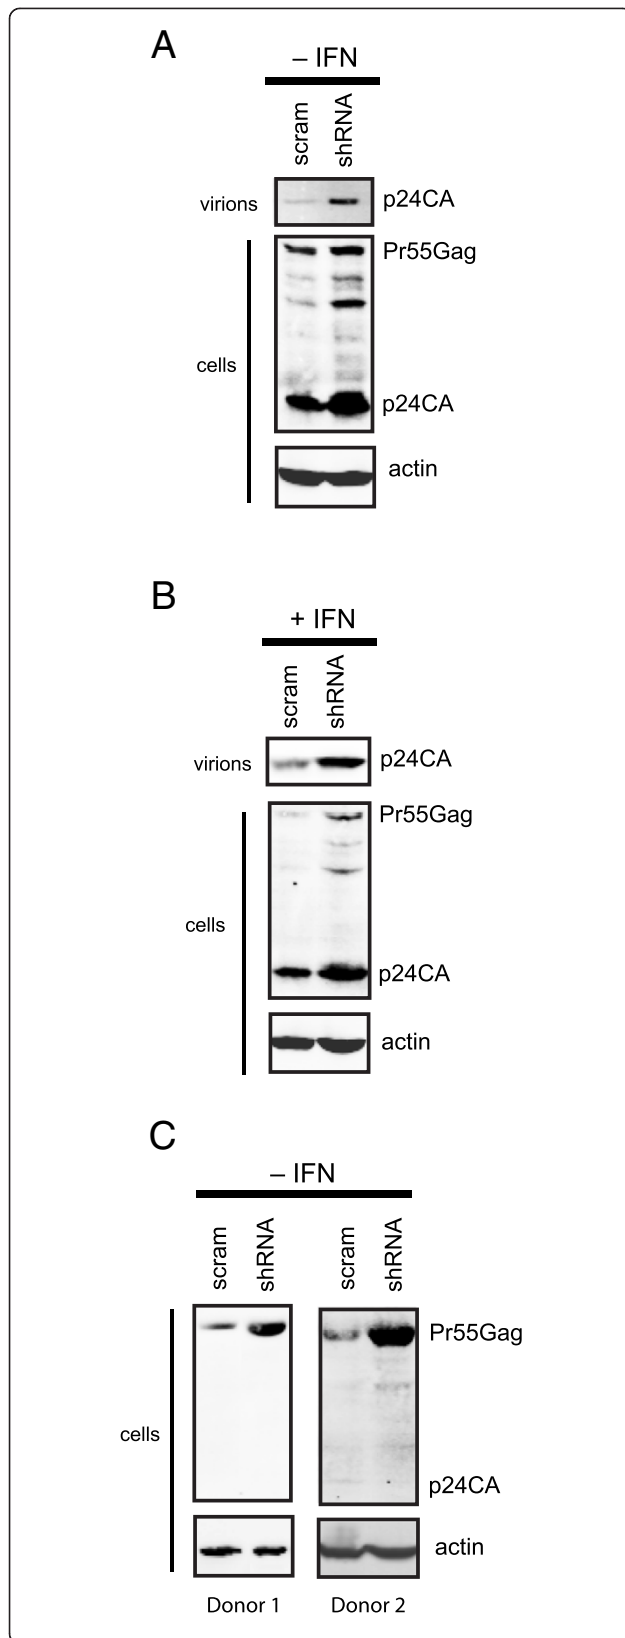 A
– IFN
scram shRNA
virions p24CA
Pr55Gag
cells
p24CA
actin
B
+ IFN
scram shRNA
virions p24CA
Pr55Gag
cells
p24CA
actin
C
– IFN
scram shRNA scram shRNA
Pr55Gag
cells
p24CA
actin
Donor 1 Donor 2